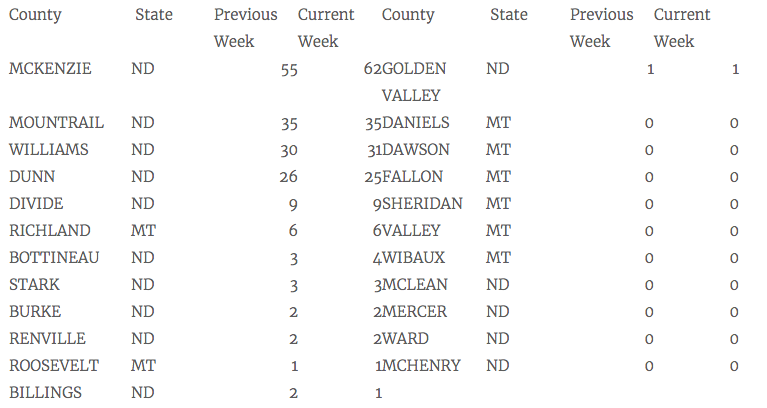 County State Previous Current County State Previous Current
Week Week Week Week
MCKENZIE ND 55 62GOLDEN ND 1 1
VALLEY
MOUNTRAIL ND 35 35DANIELS MT 0 0
WILLIAMS ND 30 31DAWSON MT 0 0
DUNN ND 26 25FALLON MT 0 0
DIVIDE ND 9 9SHERIDAN MT 0 0
RICHLAND MT 6 6VALLEY MT 0 0
BOTTINEAU ND 3 4WIBAUX MT 0 0
STARK ND 3 3MCLEAN ND 0 0
BURKE ND 2 2MERCER ND 0 0
RENVILLE ND 2 2WARD ND 0 0
ROOSEVELT MT 1 1MCHENRY ND 0 0
BILLINGS ND 2 1